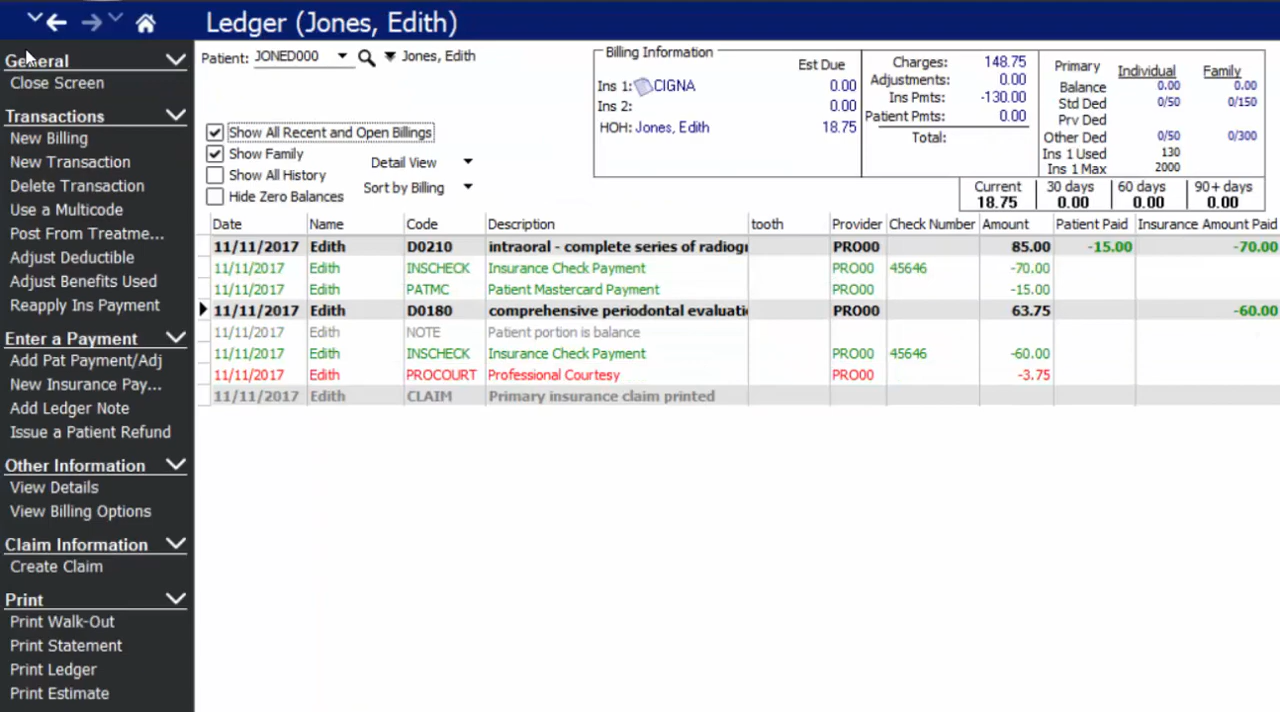 Ledger (Jones, Edith)
General
Close Screen
Transactions
New Billing
New Transaction
Delete Transaction
Use a Multicode
Post From Treatme...
Adjust Deductible
Adjust Benefits Used
Reapply Ins Payment
Enter a Payment
Add Pat Payment/Adj
New Insurance Pay...
Add Ledger Note
Issue a Patient Refund
Other Information
View Details
View Billing Options
Claim Information
Create Claim
Print
Print Walk-Out
Print Statement
Print Ledger
Print Estimate
Patient: JONED000 Jones, Edith
Show All Recent and Open Billings
Show Family
Show All History
Hide Zero Balances
Detail View
Sort by Billing
Billing Information
Est Due
Ins 1: CIGNA 0.00
Ins 2: 0.00
HOH: Jones, Edith 18.75
Charges: 148.75
Adjustments: 0.00
Ins Pmts: -130.00
Patient Pmts: 0.00
Total:
Primary Individual Family
Balance 0.00 0.00
Std Ded 0/50 0/150
Prv Ded
Other Ded 0/50 0/300
Ins 1 Used 130
Ins 1 Max 2000
Current 30 days 60 days 90+ days
18.75 0.00 0.00 0.00
Date Name Code Description tooth Provider Check Number Amount Patient Paid Insurance Amount Paid
11/11/2017 Edith D0210 intraoral - complete series of radiogr PRO00 85.00 -15.00 -70.00
11/11/2017 Edith INSCHECK Insurance Check Payment PRO00 45646 -70.00
11/11/2017 Edith PATMC Patient Mastercard Payment PRO00 -15.00
11/11/2017 Edith D0180 comprehensive periodontal evaluati PRO00 63.75 -60.00
11/11/2017 Edith NOTE Patient portion is balance
11/11/2017 Edith INSCHECK Insurance Check Payment PRO00 45646 -60.00
11/11/2017 Edith PROCOURT Professional Courtesy PRO00 -3.75
11/11/2017 Edith CLAIM Primary insurance claim printed